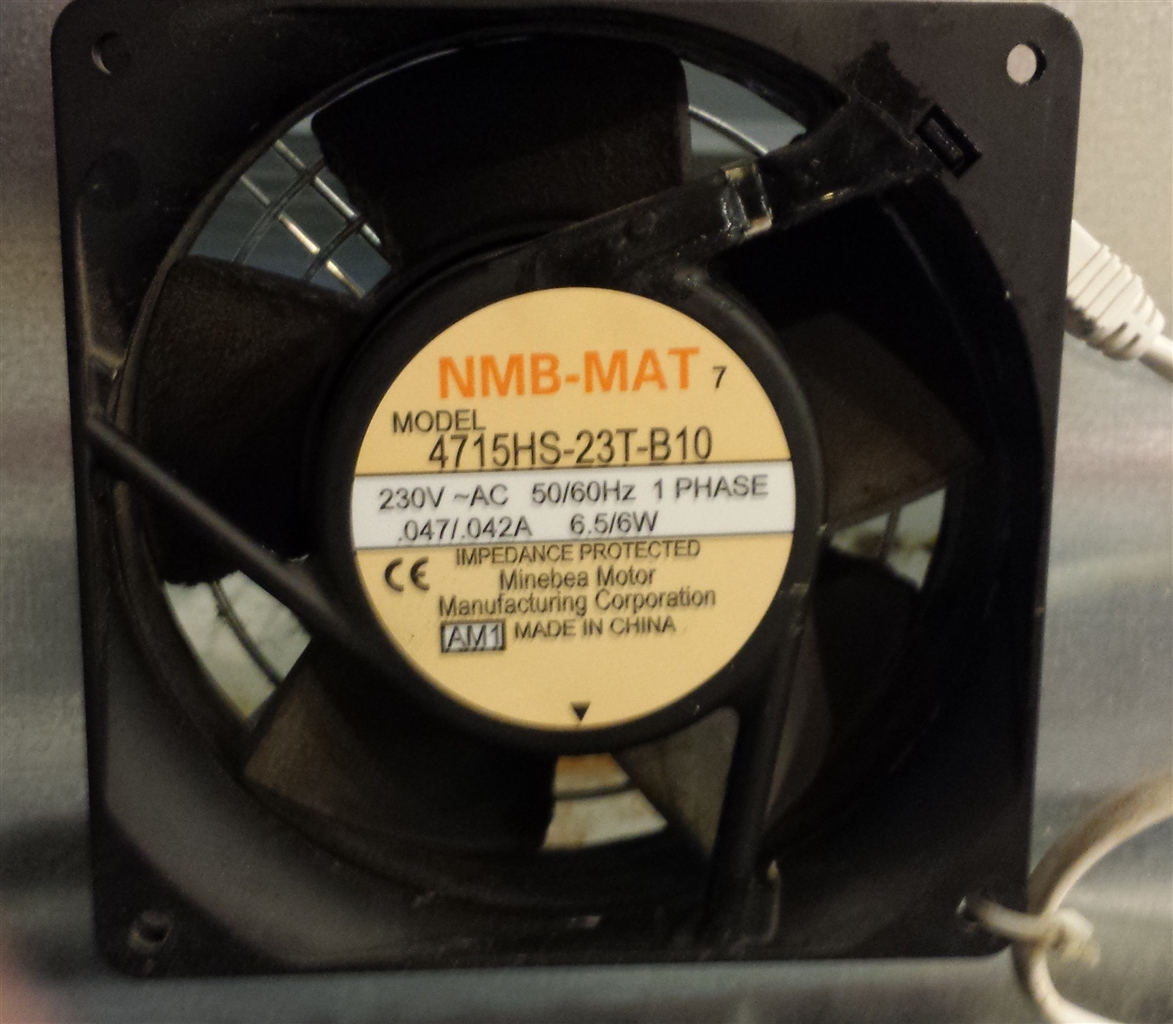 NMB-MAT 7
MODEL
4715HS-23T-B10
230V ~AC 50/60Hz 1 PHASE
.047/.042A 6.5/6W
IMPEDANCE PROTECTED
CE Minebea Motor
Manufacturing Corporation
AM1 MADE IN CHINA